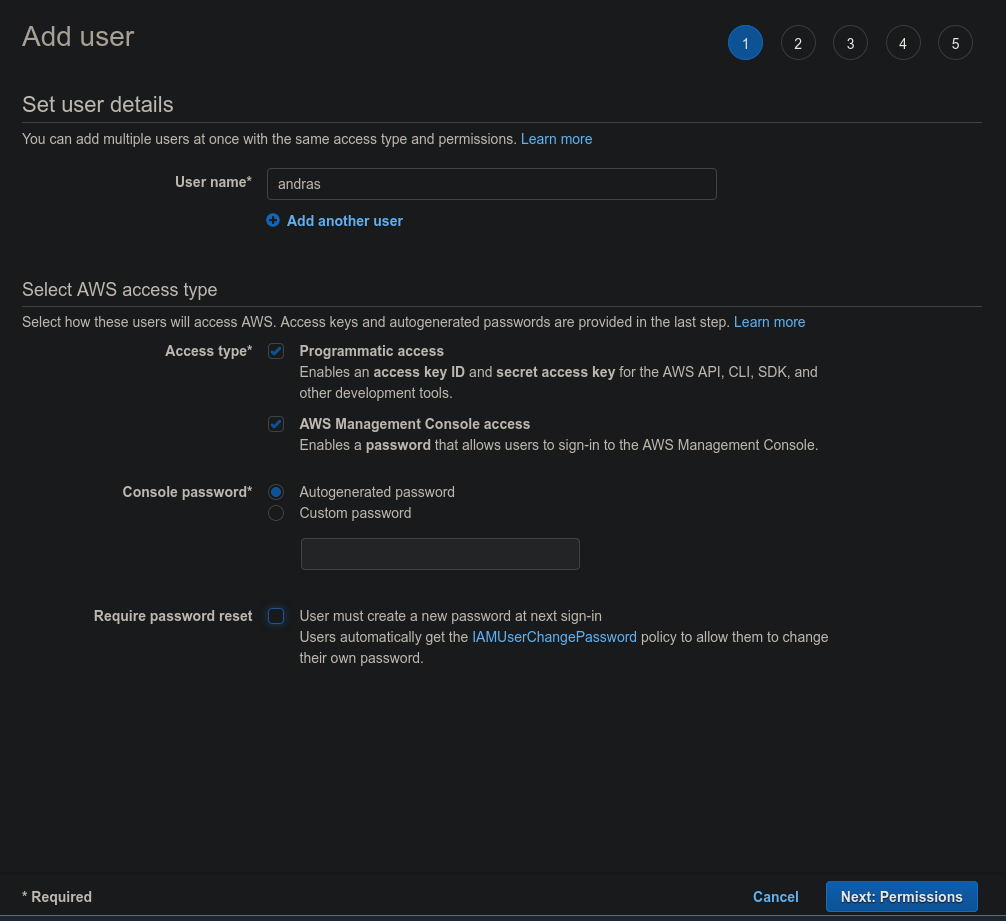 Add user
1 2 3 4 5
Set user details
You can add multiple users at once with the same access type and permissions. Learn more
User name* andras
Add another user
Select AWS access type
Select how these users will access AWS. Access keys and autogenerated passwords are provided in the last step. Learn more
Access type* Programmatic access
Enables an access key ID and secret access key for the AWS API, CLI, SDK, and
other development tools.
AWS Management Console access
Enables a password that allows users to sign-in to the AWS Management Console.
Console password* Autogenerated password
Custom password
Require password reset User must create a new password at next sign-in
Users automatically get the IAMUserChangePassword policy to allow them to change
their own password.
* Required Cancel Next: Permissions